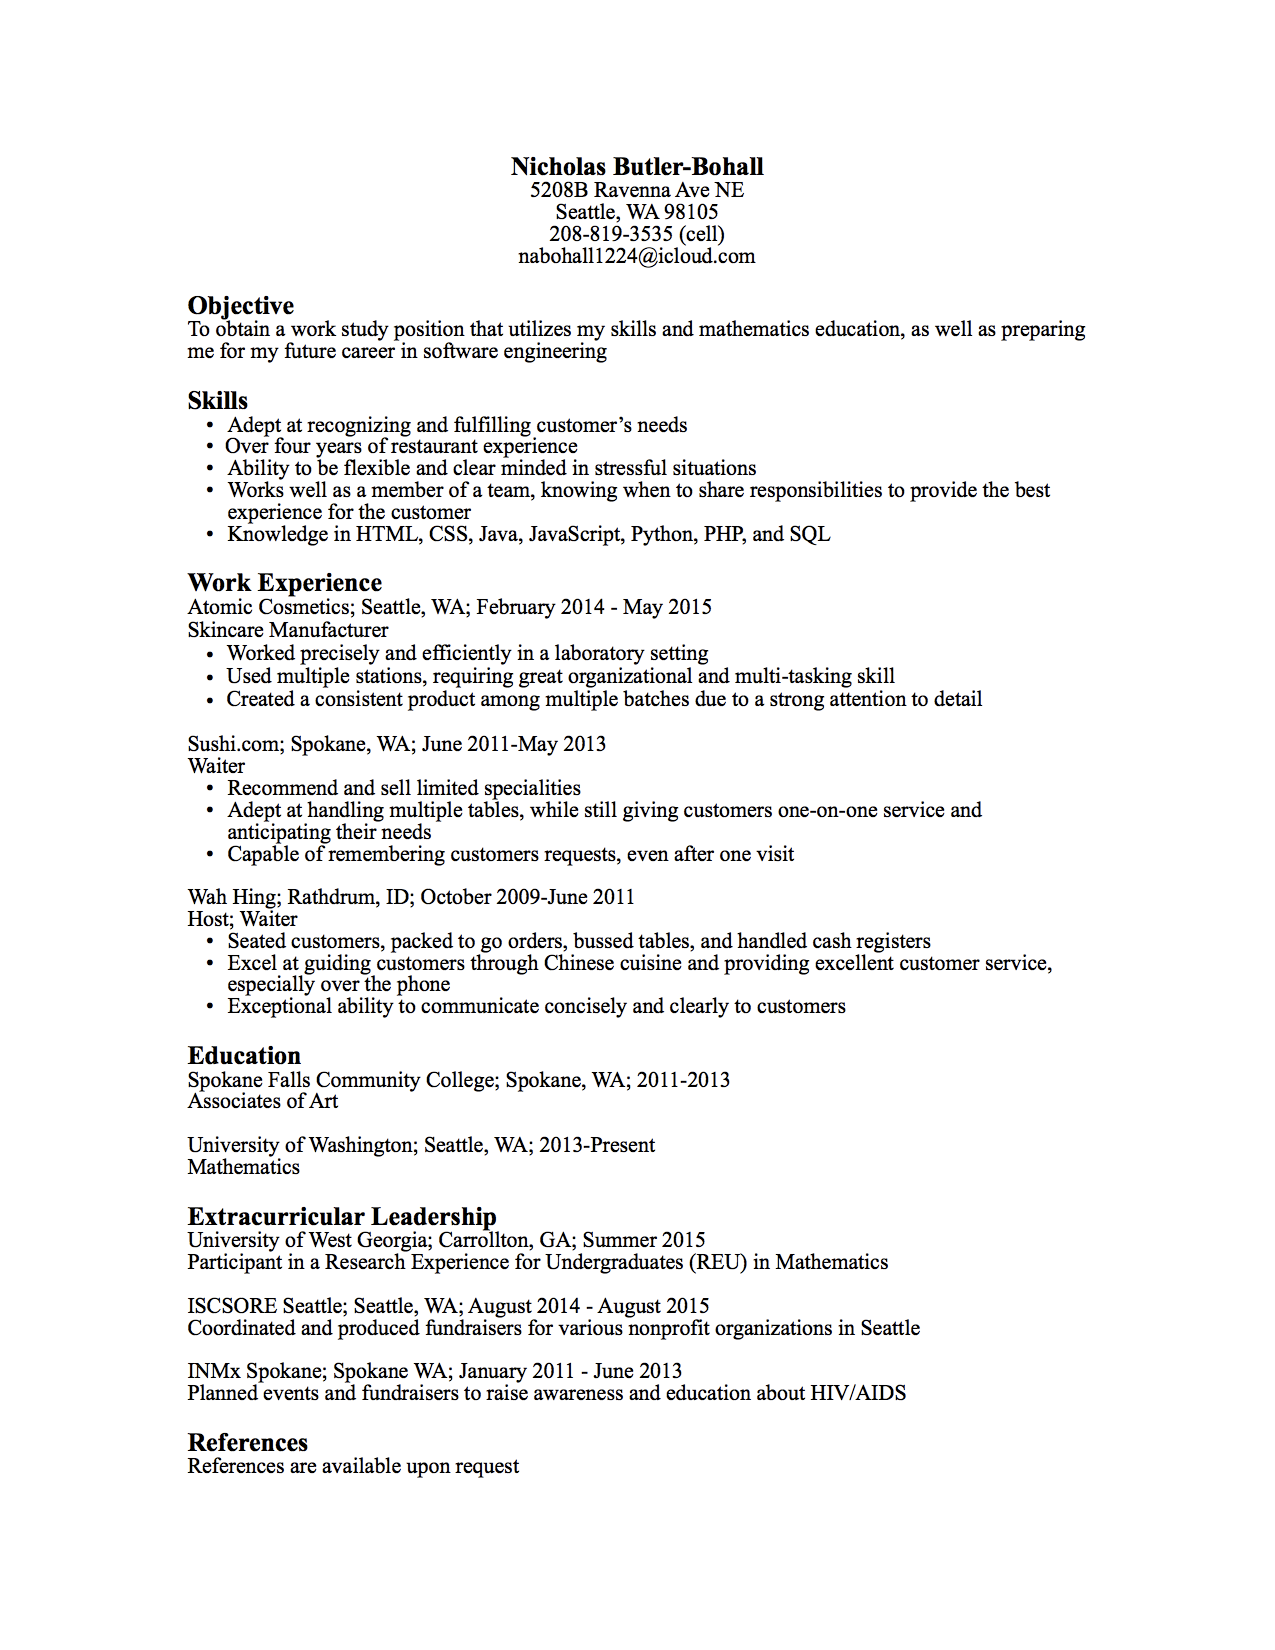 Nicholas Butler-Bohall
5208B Ravenna Ave NE
Seattle, WA 98105
208-819-3535 (cell)
nabohall1224@icloud.com
Objective
To obtain a work study position that utilizes my skills and mathematics education, as well as preparing
me for my future career in software engineering
Skills
• Adept at recognizing and fulfilling customer’s needs
• Over four years of restaurant experience
• Ability to be flexible and clear minded in stressful situations
• Works well as a member of a team, knowing when to share responsibilities to provide the best
experience for the customer
• Knowledge in HTML, CSS, Java, JavaScript, Python, PHP, and SQL
Work Experience
Atomic Cosmetics; Seattle, WA; February 2014 - May 2015
Skincare Manufacturer
• Worked precisely and efficiently in a laboratory setting
• Used multiple stations, requiring great organizational and multi-tasking skill
• Created a consistent product among multiple batches due to a strong attention to detail
Sushi.com; Spokane, WA; June 2011-May 2013
Waiter
• Recommend and sell limited specialities
• Adept at handling multiple tables, while still giving customers one-on-one service and
anticipating their needs
• Capable of remembering customers requests, even after one visit
Wah Hing; Rathdrum, ID; October 2009-June 2011
Host; Waiter
• Seated customers, packed to go orders, bussed tables, and handled cash registers
• Excel at guiding customers through Chinese cuisine and providing excellent customer service,
especially over the phone
• Exceptional ability to communicate concisely and clearly to customers
Education
Spokane Falls Community College; Spokane, WA; 2011-2013
Associates of Art
University of Washington; Seattle, WA; 2013-Present
Mathematics
Extracurricular Leadership
University of West Georgia; Carrollton, GA; Summer 2015
Participant in a Research Experience for Undergraduates (REU) in Mathematics
ISCSORE Seattle; Seattle, WA; August 2014 - August 2015
Coordinated and produced fundraisers for various nonprofit organizations in Seattle
INMx Spokane; Spokane WA; January 2011 - June 2013
Planned events and fundraisers to raise awareness and education about HIV/AIDS
References
References are available upon request